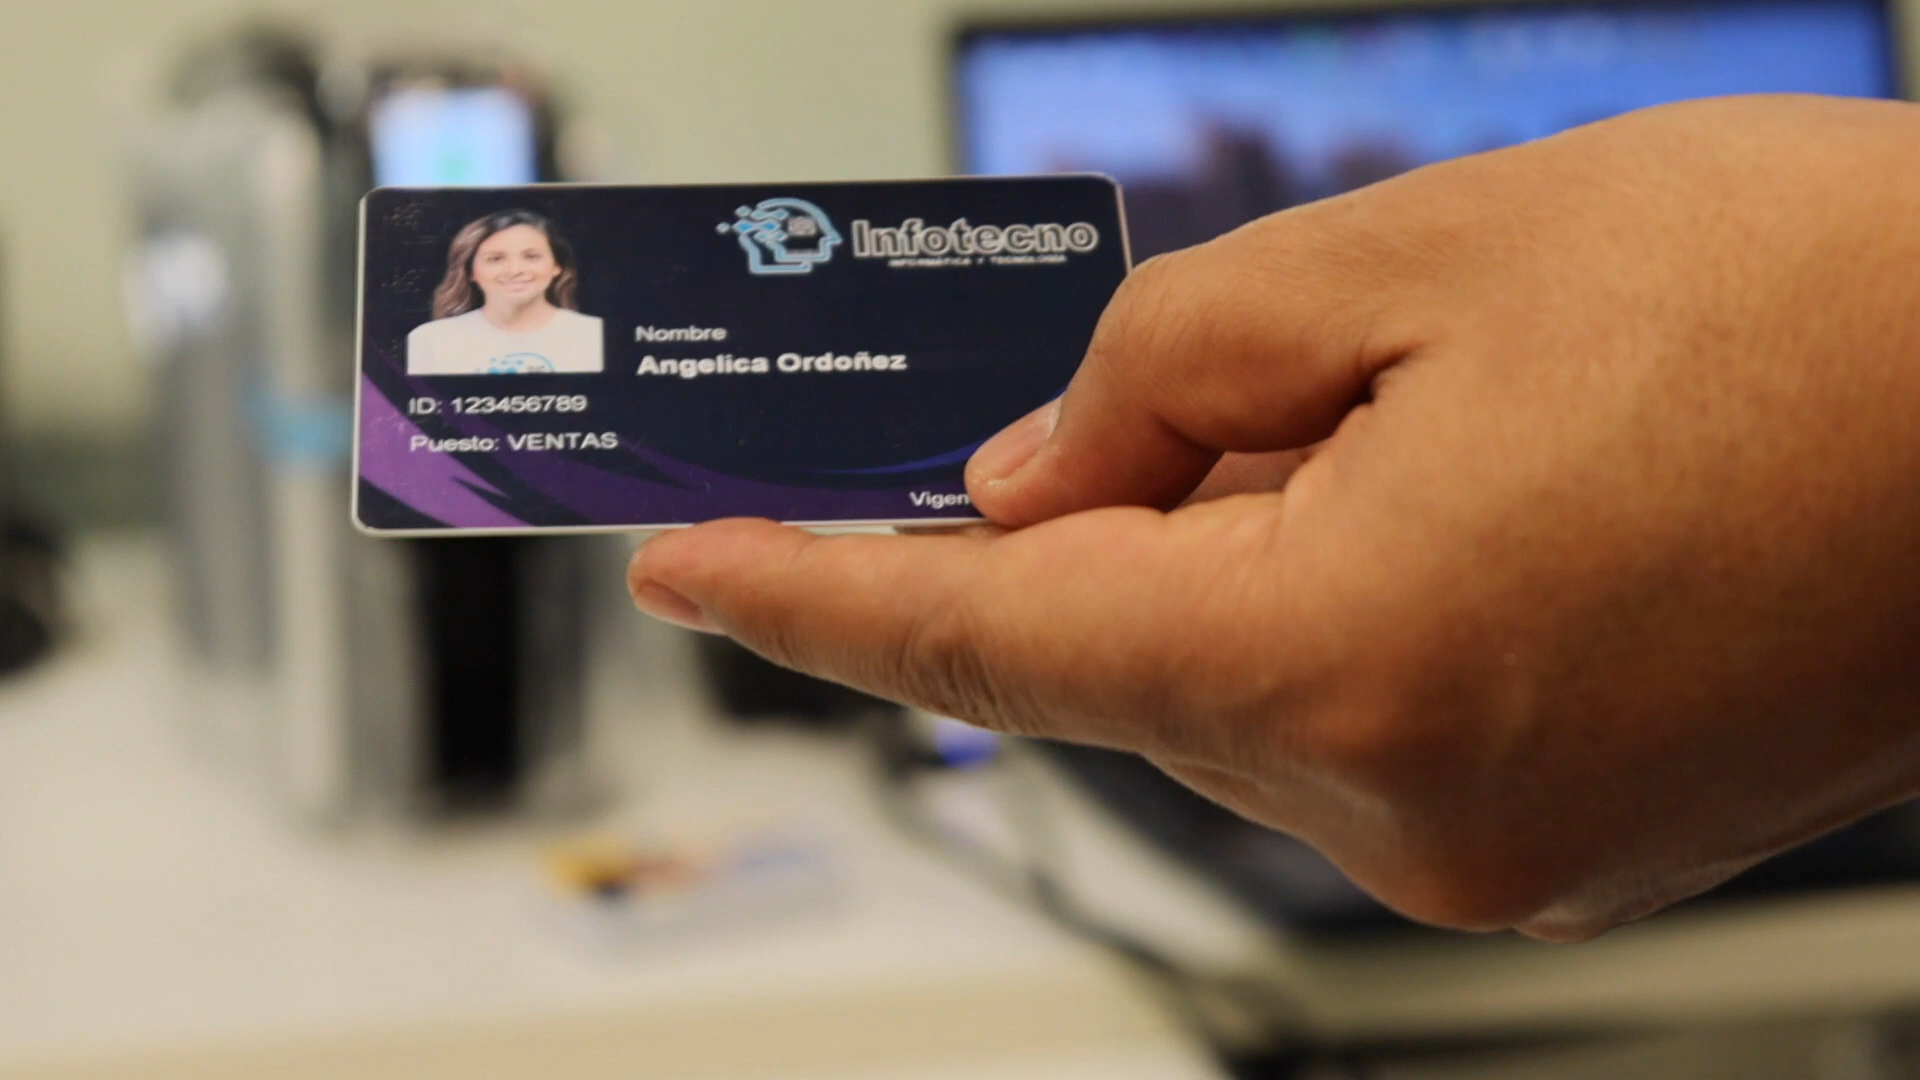 Infotecno
INFORMÁTICA Y TECNOLOGÍA
Nombre
Angelica Ordoñez
ID: 123456789
Puesto: VENTAS
Vigen